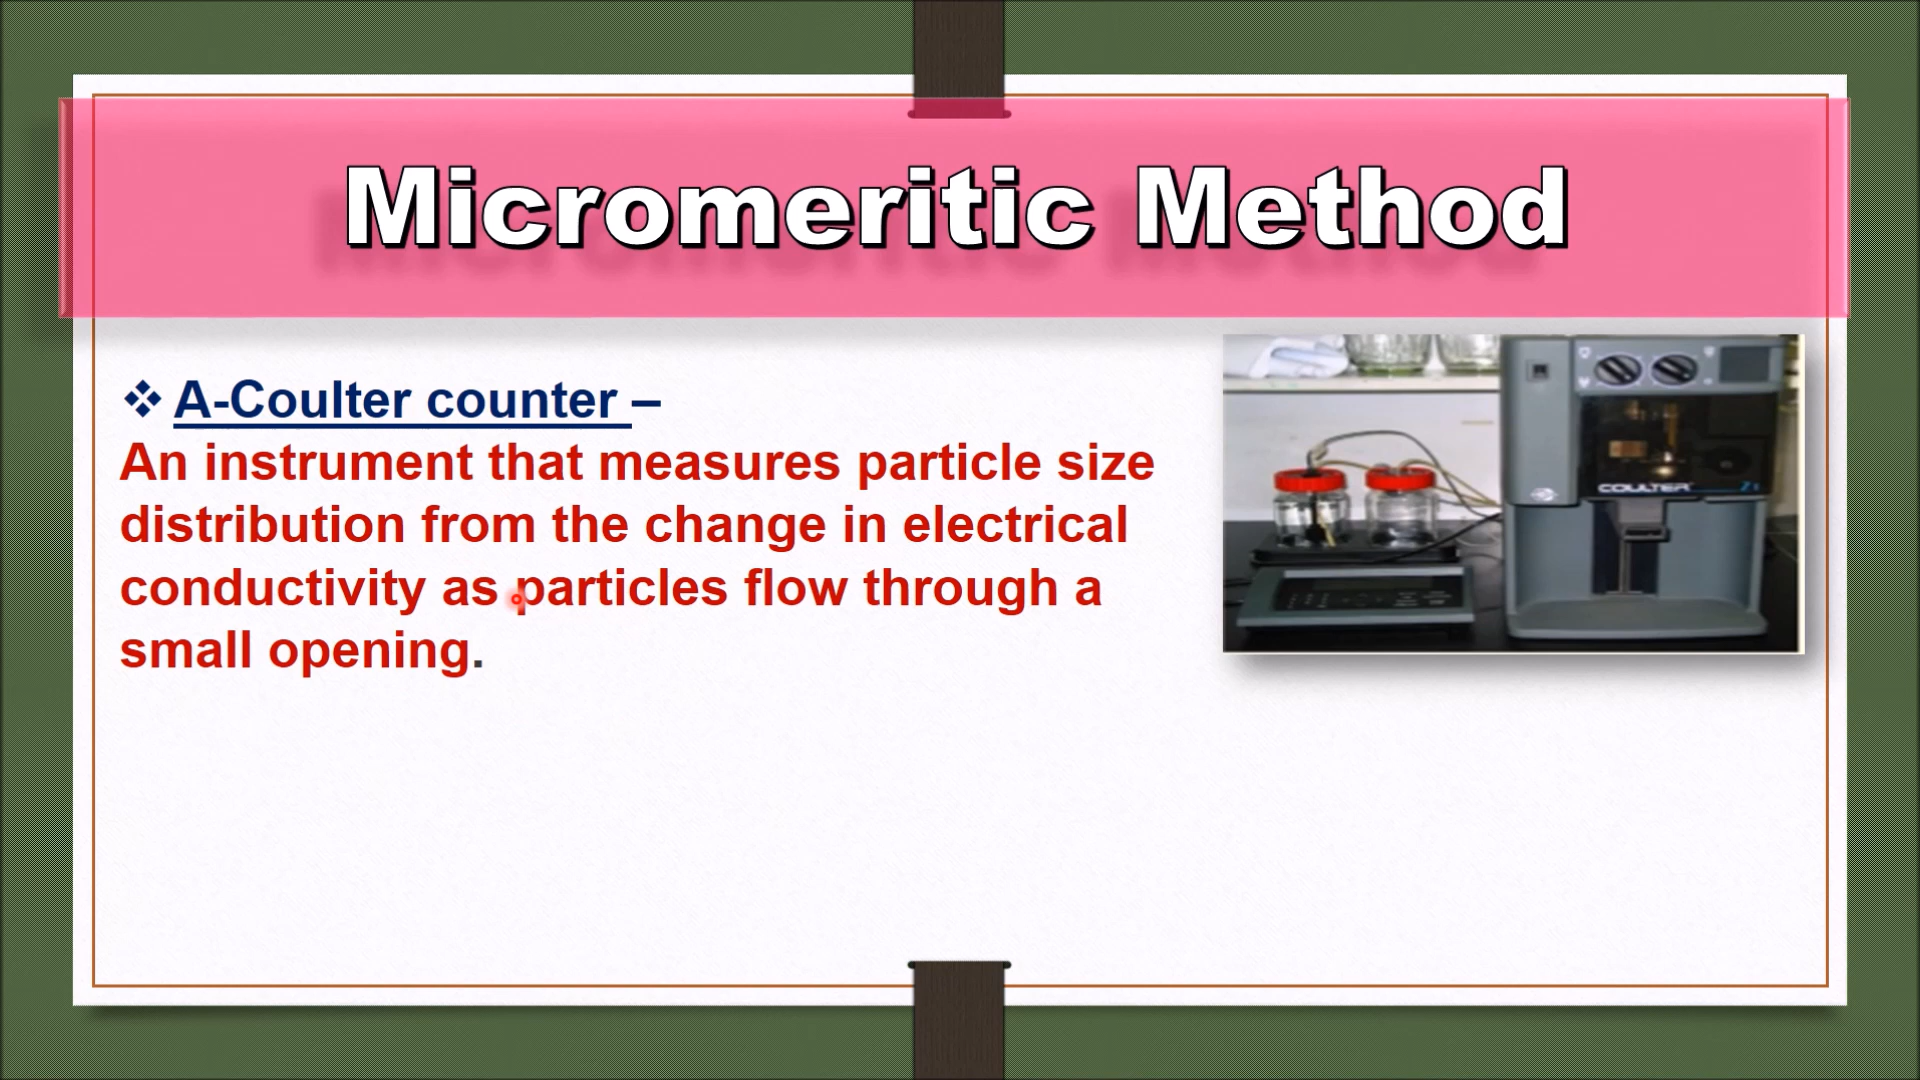 Micromeritic Method
❖ A-Coulter counter –
An instrument that measures particle size
distribution from the change in electrical
conductivity as particles flow through a
small opening.
COULTER